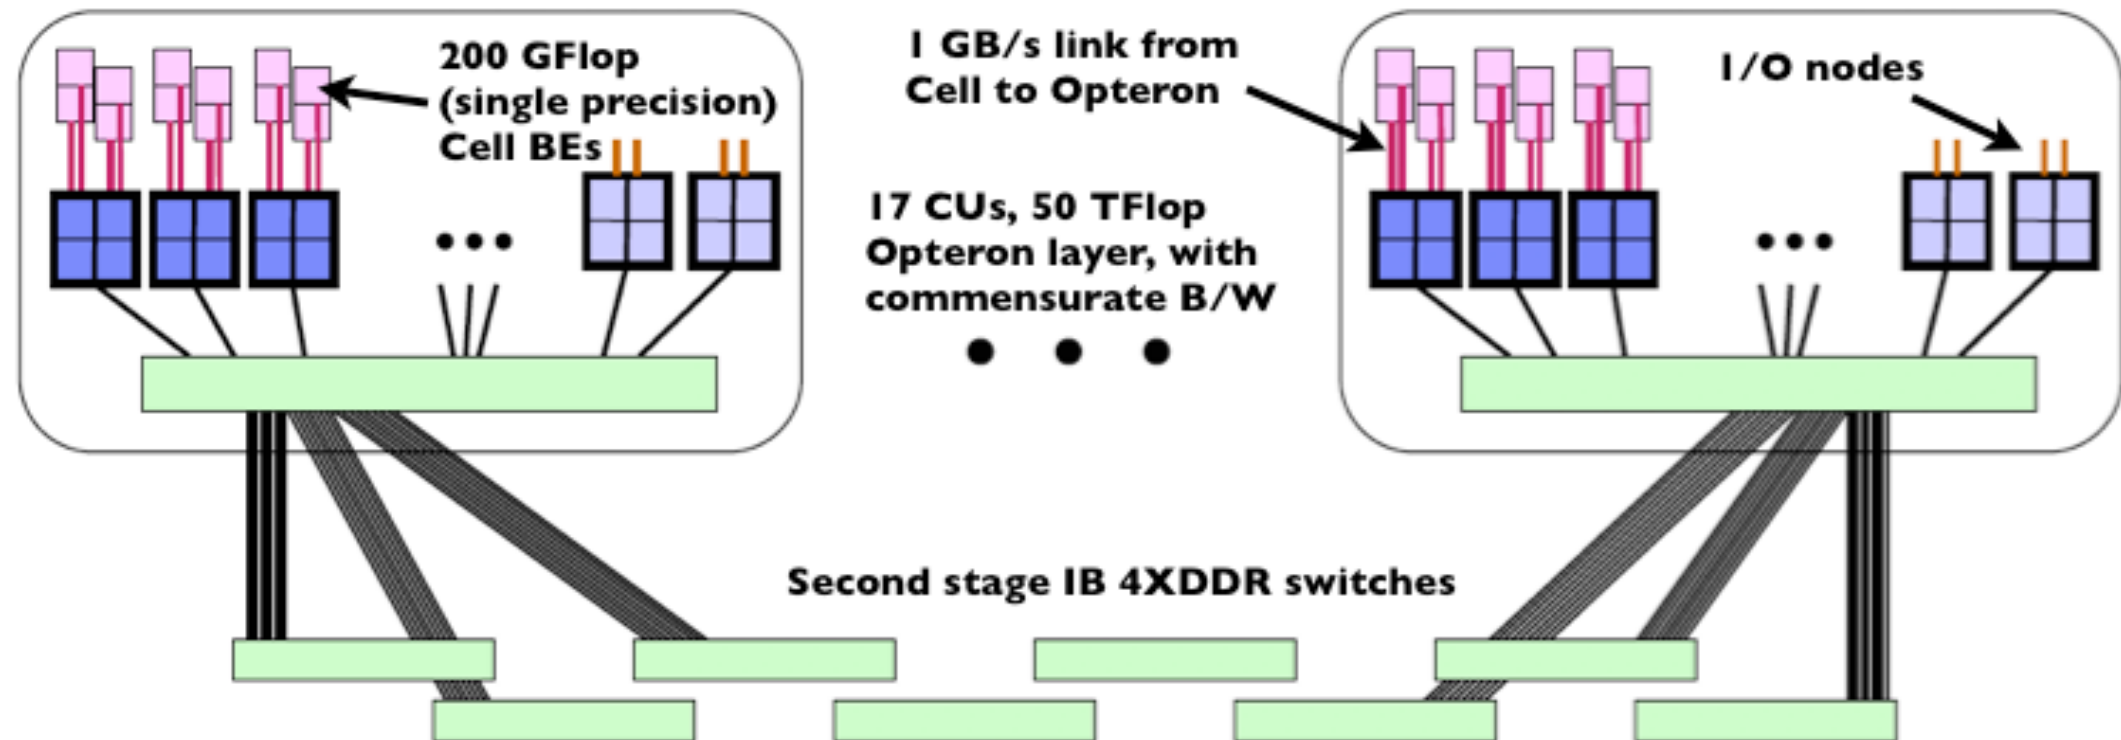 200 GFlop
(single precision)
Cell BEs
1 GB/s link from
Cell to Opteron
I/O nodes
17 CUs, 50 TFlop
Opteron layer, with
commensurate B/W
Second stage IB 4XDDR switches